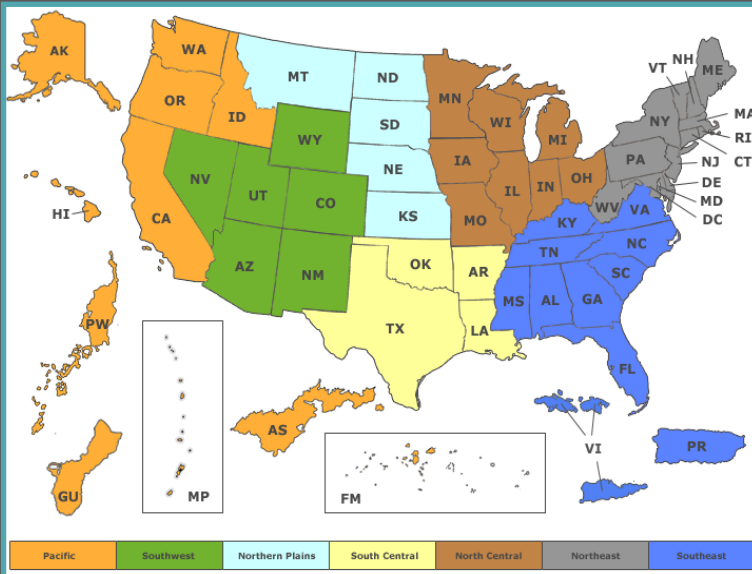 AK
WA
MT
ND
MN
VT
NH
ME
OR
ID
SD
WI
MI
NY
MA
RI
CT
WY
NE
IA
PA
NJ
DE
MD
DC
NV
UT
CO
KS
IL
IN
OH
WV
VA
HI
CA
MO
KY
NC
TN
AZ
NM
OK
AR
SC
MS
AL
GA
PW
TX
LA
FL
AS
VI
PR
GU
MP
FM
Pacific
Southwest
Northern Plains
South Central
North Central
Northeast
Southeast